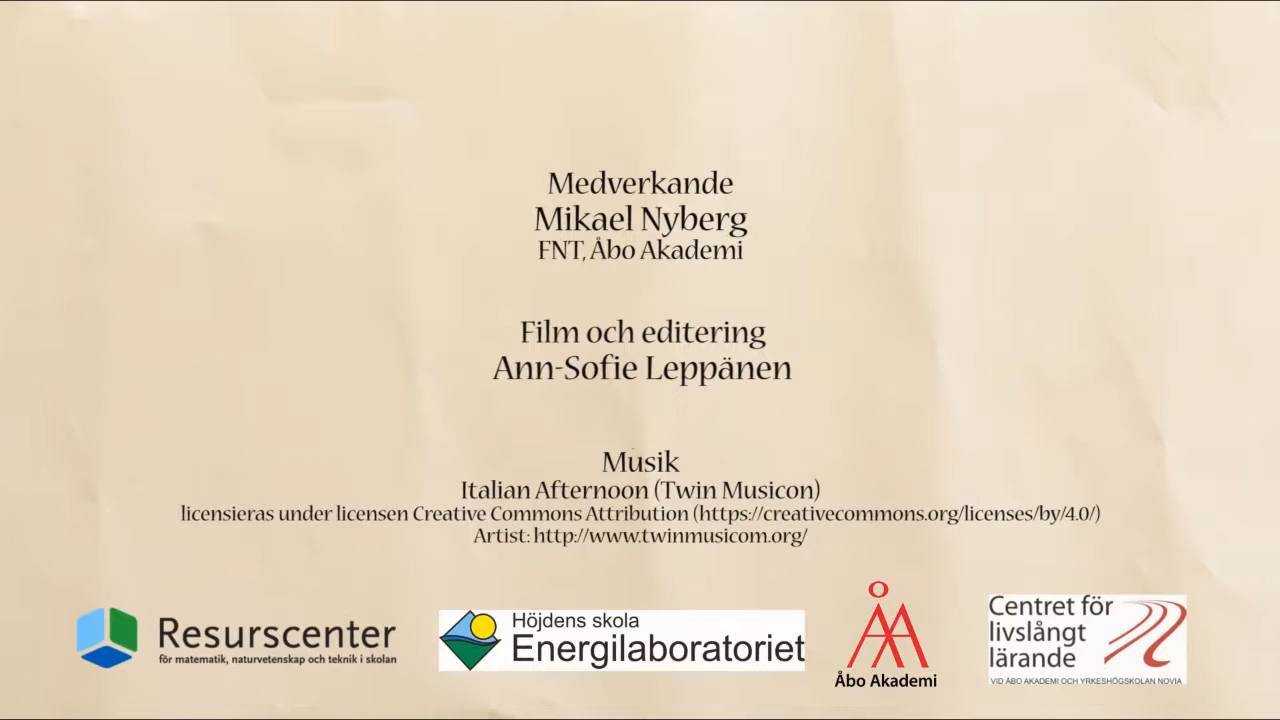 Medverkande
Mikael Nyberg
FNT, Åbo Akademi
Film och editering
Ann-Sofie Leppänen
Musik
Italian Afternoon (Twin Musicon)
licensieras under licensen Creative Commons Attribution (https://creativecommons.org/licenses/by/4.0/)
Artist: http://www.twinmusicom.org/
Resurscenter
för matematik, naturvetenskap och teknik i skolan
Höjdens skola
Energilaboratoriet
Åbo Akademi
Centret för
livslångt
lärande
VID ÅBO AKADEMI OCH YRKESHÖGSKOLAN NOVIA